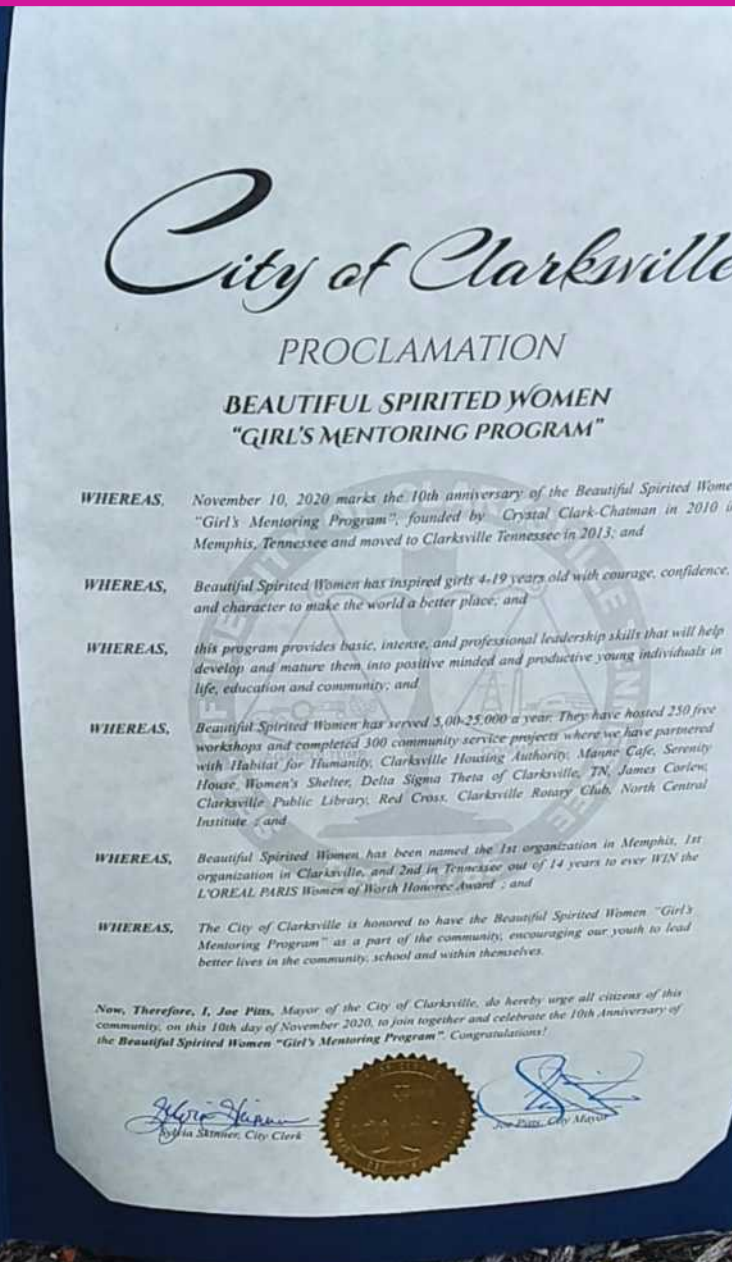 City of Clarksville
PROCLAMATION
BEAUTIFUL SPIRITED WOMEN
"GIRL'S MENTORING PROGRAM"
WHEREAS, November 10, 2020 marks the 10th anniversary of the Beautiful Spirited Wome
"Girl's Mentoring Program", founded by Crystal Clark-Chatman in 2010 i
Memphis, Tennessee and moved to Clarksville Tennessee in 2013; and
WHEREAS, Beautiful Spirited Women has inspired girls 4-19 years old with courage, confidence,
and character to make the world a better place; and
WHEREAS, this program provides basic, intense, and professional leadership skills that will help
develop and mature them into positive minded and productive young individuals in
life, education and community; and
WHEREAS, Beautiful Spirited Women has served 5,00-25,000 a year. They have hosted 250 free
workshops and completed 300 community service projects where we have partnered
with Habitat for Humanity, Clarksville Housing Authority, Manne Cafe, Serenity
House Women's Shelter, Delta Sigma Theta of Clarksville, TN, James Corlew,
Clarksville Public Library, Red Cross, Clarksville Rotary Club, North Central
Institute ; and
WHEREAS, Beautiful Spirited Women has been named the 1st organization in Memphis, 1st
organization in Clarksville, and 2nd in Tennessee out of 14 years to ever WIN the
L'OREAL PARIS Women of Worth Honoree Award ; and
WHEREAS, The City of Clarksville is honored to have the Beautiful Spirited Women "Girl's
Mentoring Program" as a part of the community, encouraging our youth to lead
better lives in the community, school and within themselves.
Now, Therefore, I, Joe Pitts, Mayor of the City of Clarksville, do hereby urge all citizens of this
community, on this 10th day of November 2020, to join together and celebrate the 10th Anniversary of
the Beautiful Spirited Women "Girl's Mentoring Program". Congratulations!
Sylvia Skinner, City Clerk
Joe Pitts, City Mayor